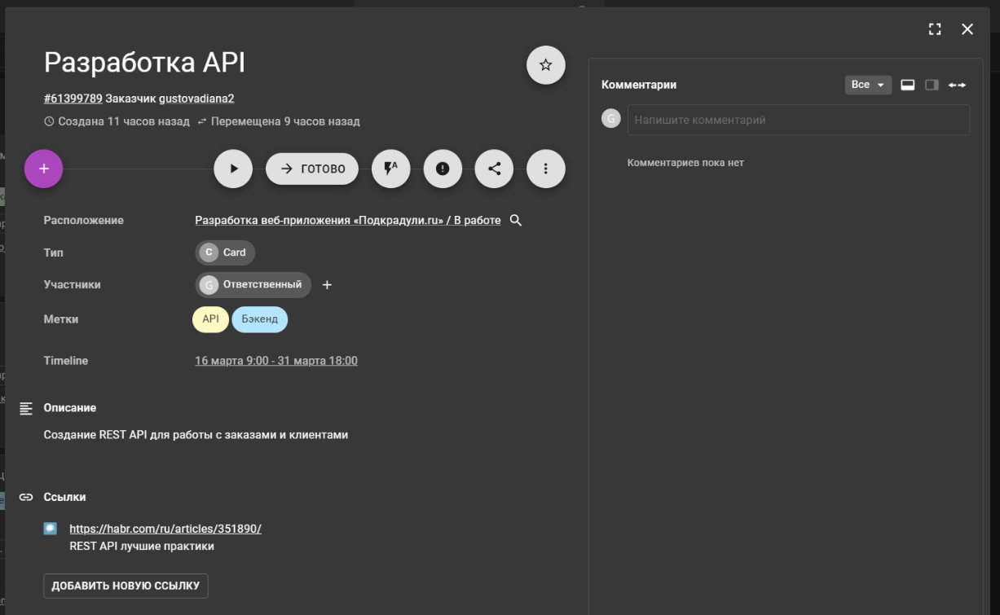 Разработка API
#61399789 Заказчик gustovadiana2
Создана 11 часов назад Перемещена 9 часов назад
ГОТОВО
A
Расположение Разработка веб-приложения «Подкрадули.ru» / В работе
Тип C Card
Участники G Ответственный
Метки API Бэкенд
Timeline 16 марта 9:00 - 31 марта 18:00
Описание
Создание REST API для работы с заказами и клиентами
Ссылки
https://habr.com/ru/articles/351890/
REST API лучшие практики
ДОБАВИТЬ НОВУЮ ССЫЛКУ
Комментарии Все
G Напишите комментарий
Комментариев пока нет